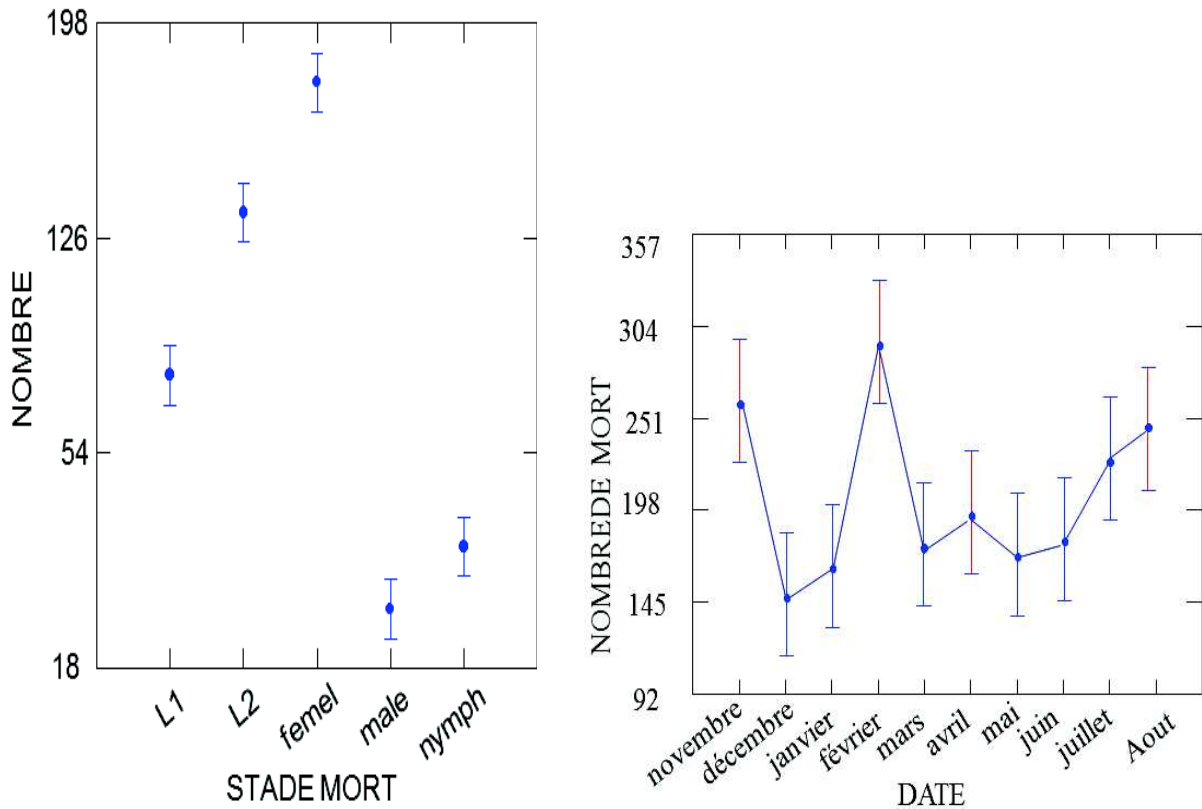 198
126
54
18
NOMBRE
L1
L2
femel
male
nymph
STADE MORT
357
304
251
198
145
92
NOMBREDE MORT
novembre
décembre
janvier
février
mars
avril
mai
juin
juillet
Aout
DATE